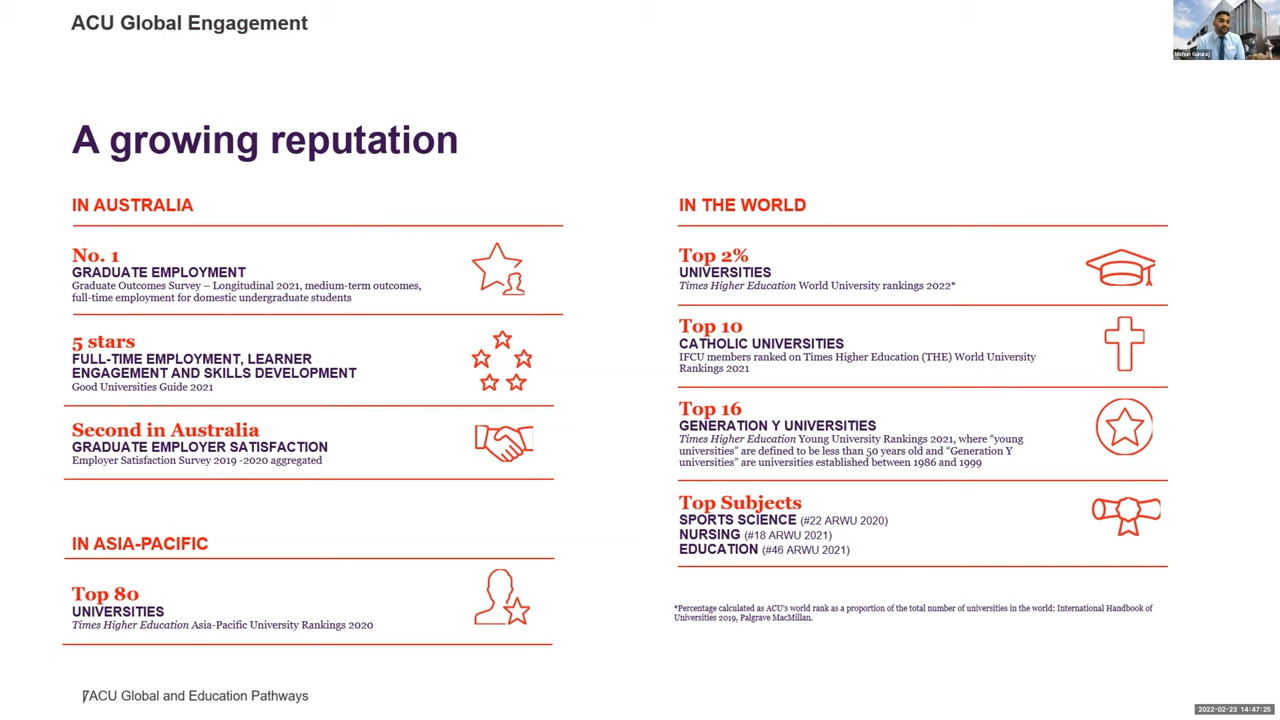 ACU Global Engagement
Mithun Gururaj
A growing reputation
IN AUSTRALIA
No. 1
GRADUATE EMPLOYMENT
Graduate Outcomes Survey – Longitudinal 2021, medium-term outcomes,
full-time employment for domestic undergraduate students
5 stars
FULL-TIME EMPLOYMENT, LEARNER
ENGAGEMENT AND SKILLS DEVELOPMENT
Good Universities Guide 2021
Second in Australia
GRADUATE EMPLOYER SATISFACTION
Employer Satisfaction Survey 2019 -2020 aggregated
IN ASIA-PACIFIC
Top 80
UNIVERSITIES
Times Higher Education Asia-Pacific University Rankings 2020
IN THE WORLD
Top 2%
UNIVERSITIES
Times Higher Education World University rankings 2022*
Top 10
CATHOLIC UNIVERSITIES
IFCU members ranked on Times Higher Education (THE) World University
Rankings 2021
Top 16
GENERATION Y UNIVERSITIES
Times Higher Education Young University Rankings 2021, where “young
universities” are defined to be less than 50 years old and “Generation Y
universities” are universities established between 1986 and 1999
Top Subjects
SPORTS SCIENCE (#22 ARWU 2020)
NURSING (#18 ARWU 2021)
EDUCATION (#46 ARWU 2021)
*Percentage calculated as ACU's world rank as a proportion of the total number of universities in the world: International Handbook of
Universities 2019, Palgrave MacMillan.
7ACU Global and Education Pathways
2022-02-23 14:47:25